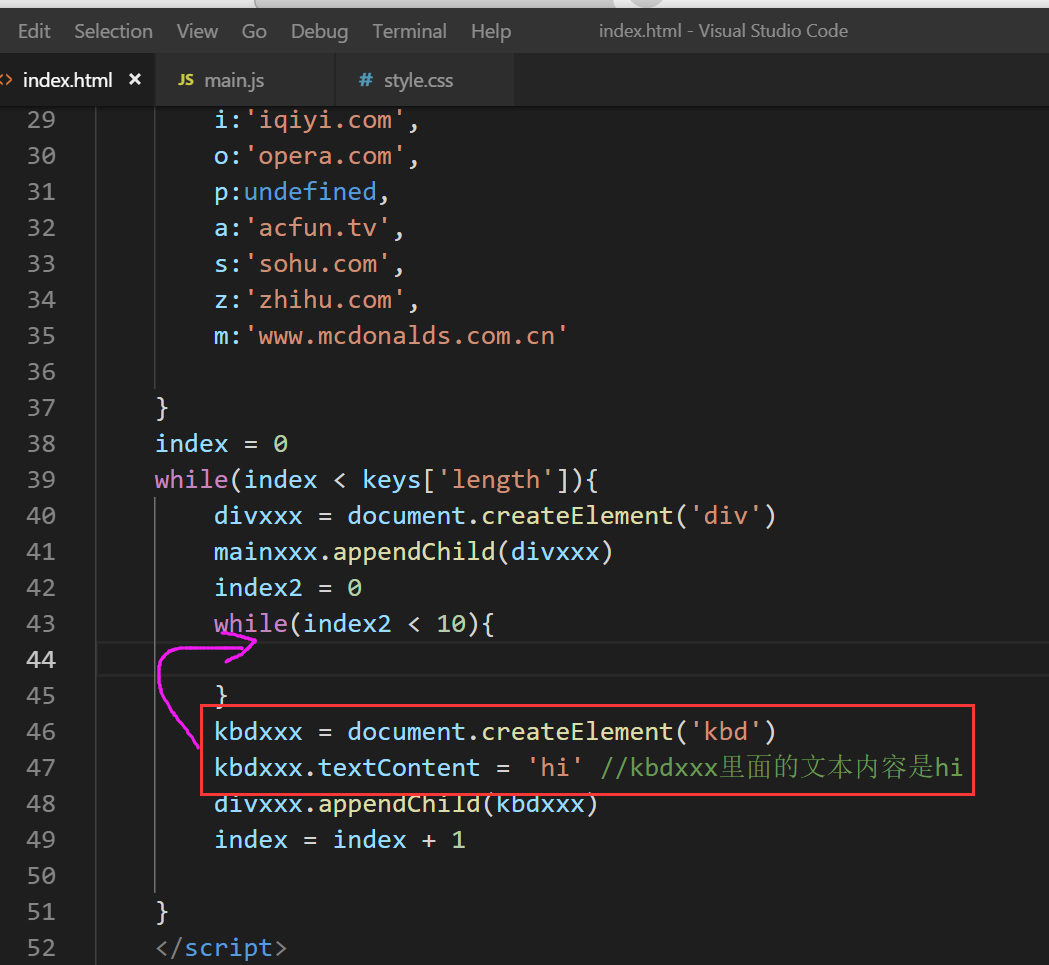 Edit Selection View Go Debug Terminal Help index.html - Visual Studio Code
<> index.html × JS main.js # style.css
29 i:'iqiyi.com',
30 o:'opera.com',
31 p:undefined,
32 a:'acfun.tv',
33 s:'sohu.com',
34 z:'zhihu.com',
35 m:'www.mcdonalds.com.cn'
36
37 }
38 index = 0
39 while(index < keys['length']){
40 divxxx = document.createElement('div')
41 mainxxx.appendChild(divxxx)
42 index2 = 0
43 while(index2 < 10){
44
45 }
46 kbdxxx = document.createElement('kbd')
47 kbdxxx.textContent = 'hi' //kbdxxx里面的文本内容是hi
48 divxxx.appendChild(kbdxxx)
49 index = index + 1
50
51 }
52 </script>